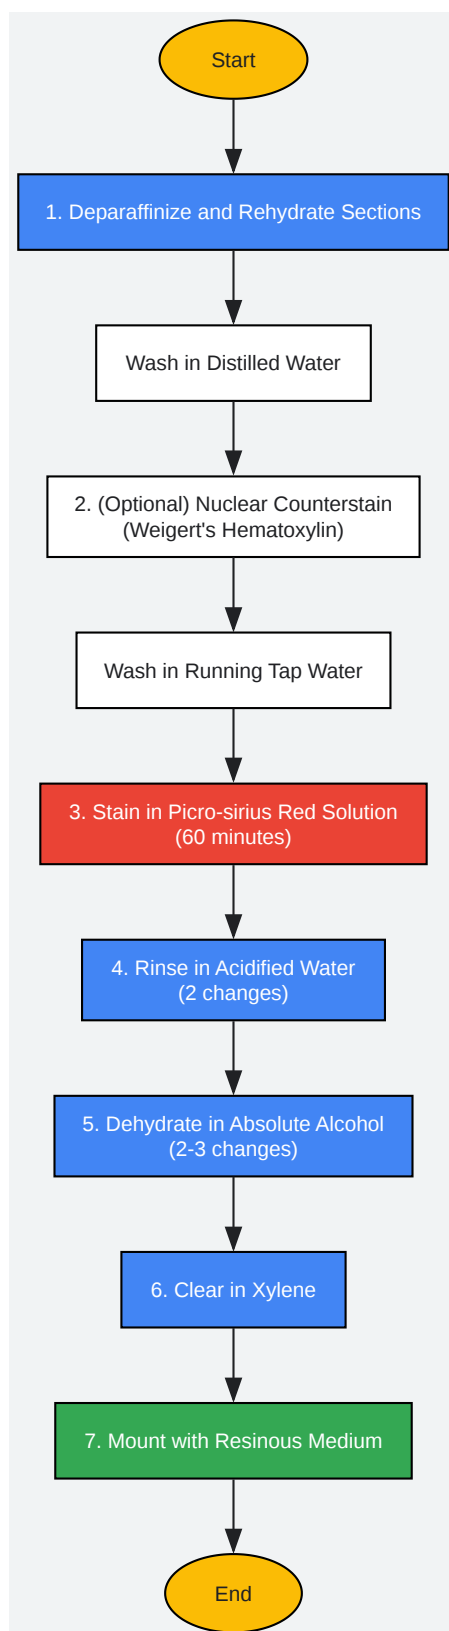 Start
1. Deparaffinize and Rehydrate Sections
Wash in Distilled Water
2. (Optional) Nuclear Counterstain
(Weigert's Hematoxylin)
Wash in Running Tap Water
3. Stain in Picro-sirius Red Solution
(60 minutes)
4. Rinse in Acidified Water
(2 changes)
5. Dehydrate in Absolute Alcohol
(2-3 changes)
6. Clear in Xylene
7. Mount with Resinous Medium
End